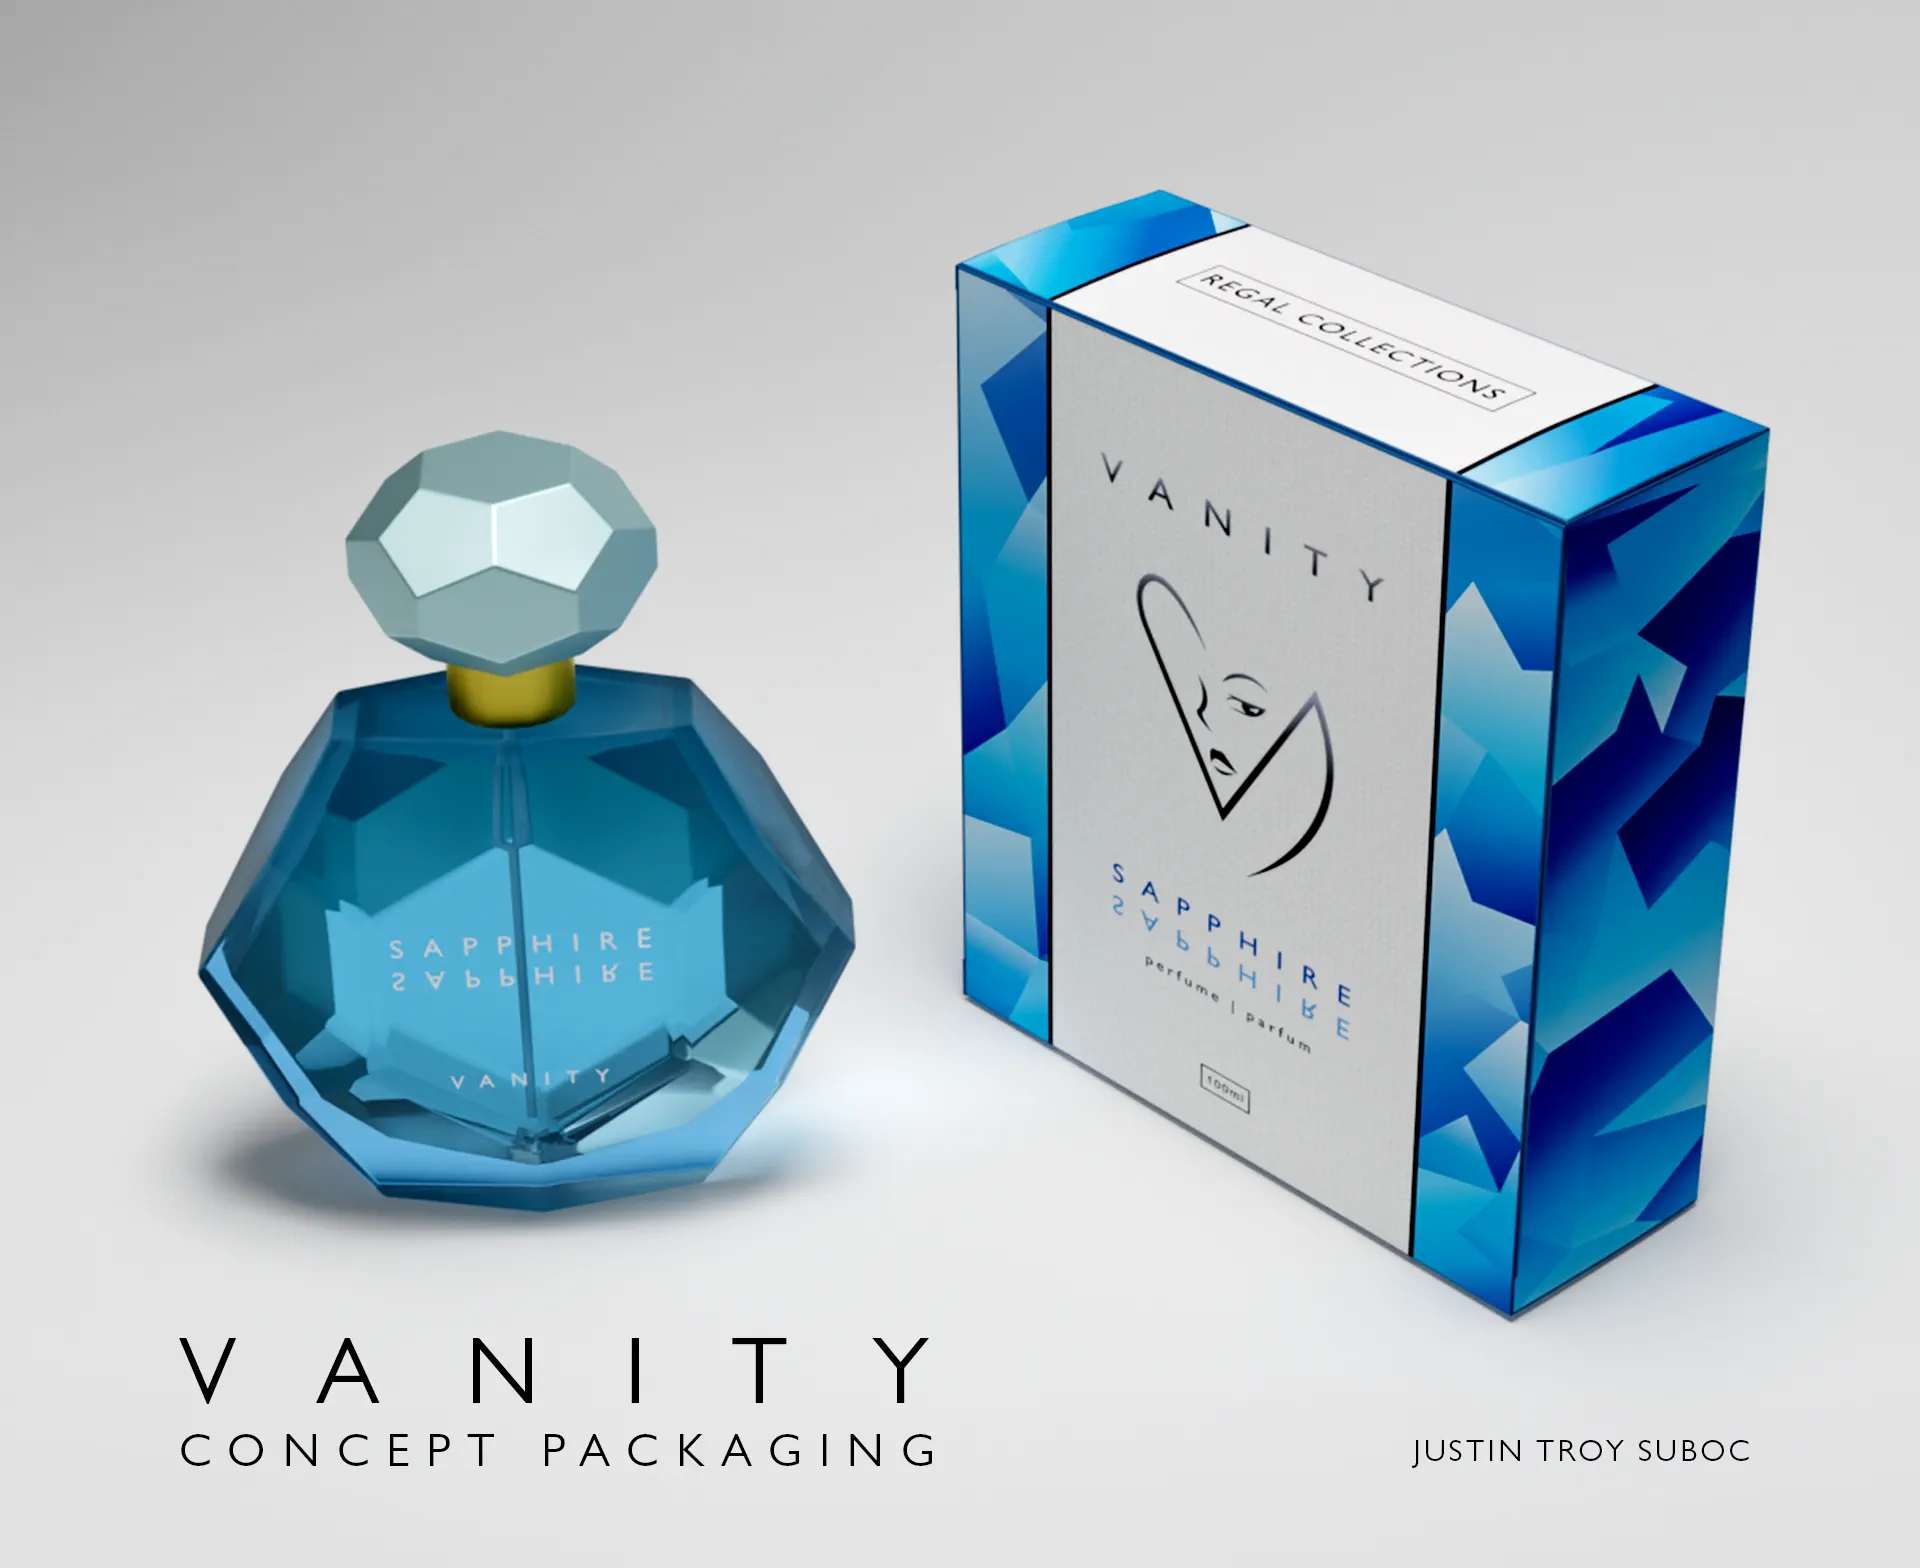 REGAL COLLECTIONS
VANITY
SAPPHIRE
SAPPHIRE
perfume | parfum
100ml
SAPPHIRE
SAPPHIRE
VANITY
VANITY
CONCEPT PACKAGING
JUSTIN TROY SUBOC